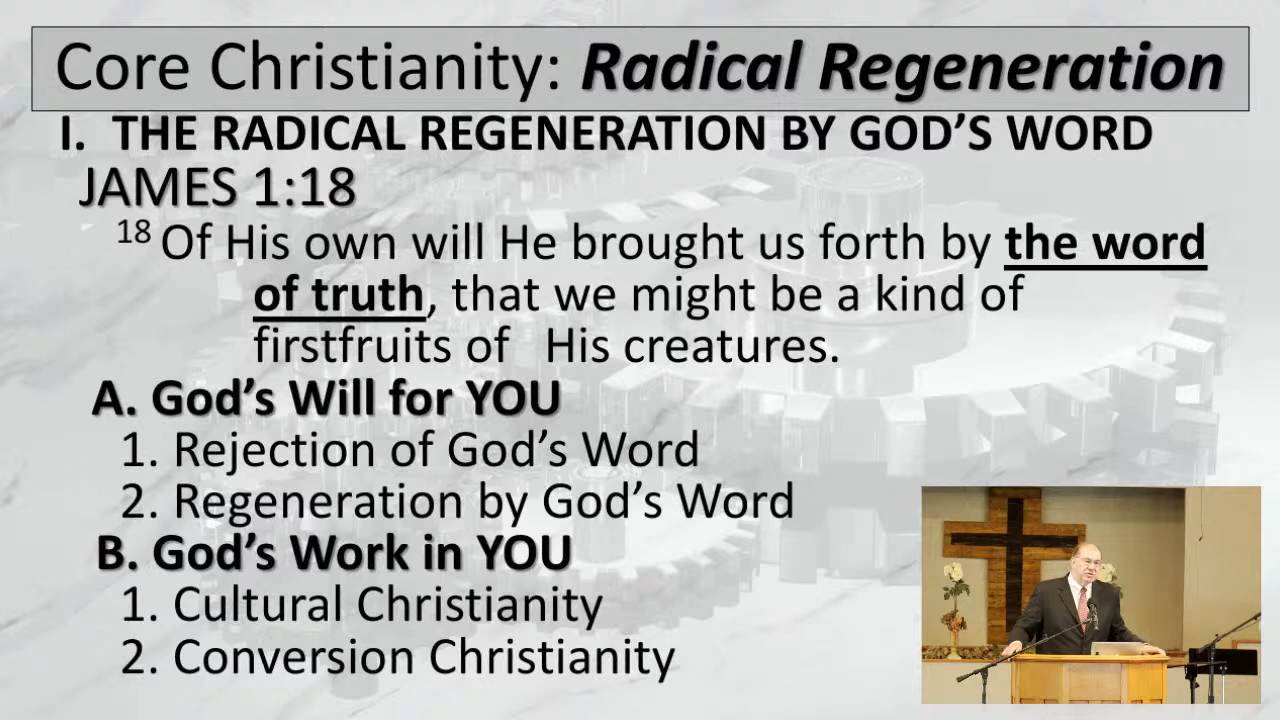 Core Christianity: Radical Regeneration
I. THE RADICAL REGENERATION BY GOD'S WORD
JAMES 1:18
18 Of His own will He brought us forth by the word
of truth, that we might be a kind of
firstfruits of His creatures.
A. God's Will for YOU
1. Rejection of God's Word
2. Regeneration by God's Word
B. God's Work in YOU
1. Cultural Christianity
2. Conversion Christianity